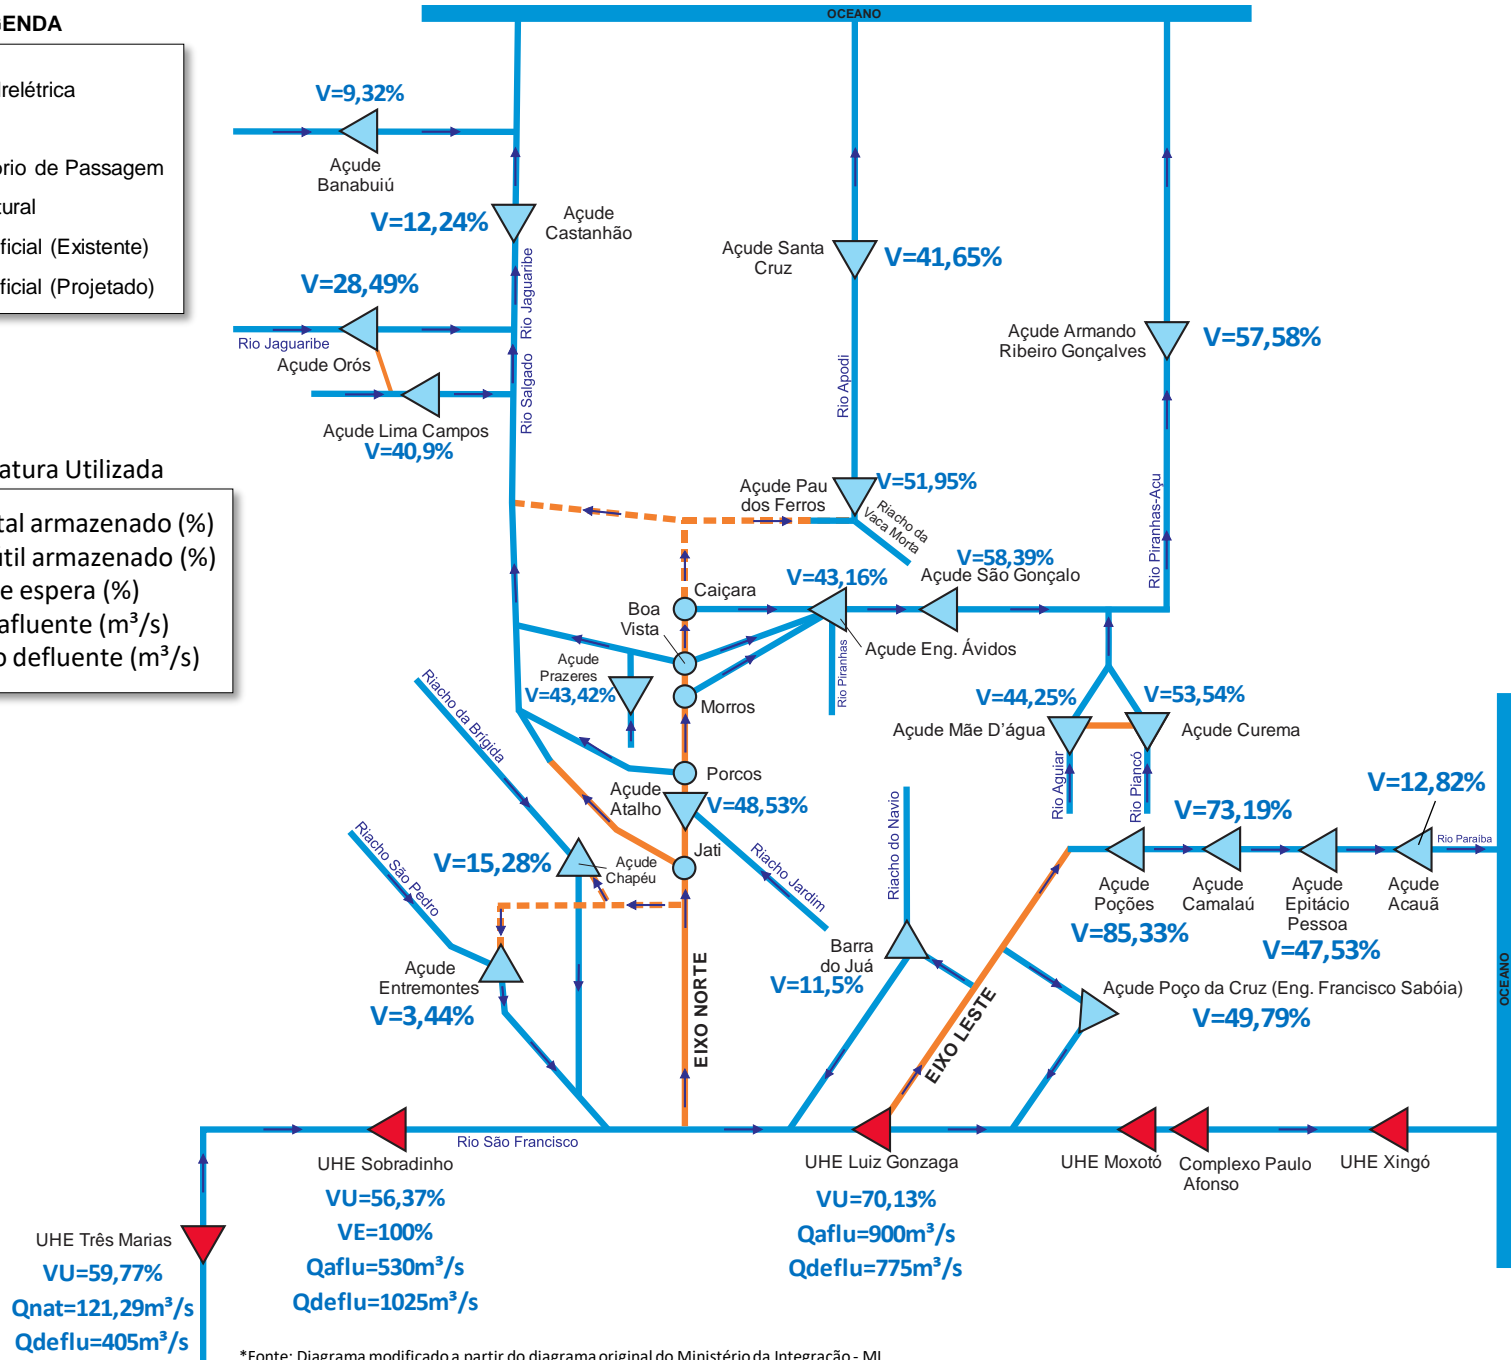 OCEANO
GENDA
drelétrica
ório de Passagem
tural
ificial (Existente)
ificial (Projetado)
V=9,32%
Açude
Banabuiú
V=12,24%
Açude
Castanhão
V=28,49%
Rio Jaguaribe
Açude Orós
Rio Jaguaribe
Rio Salgado
Açude Lima Campos
V=40,9%
Açude Santa
Cruz
V=41,65%
Rio Apodi
Açude Armando
Ribeiro Gonçalves
V=57,58%
Rio Piranhas-Açu
atura Utilizada
tal armazenado (%)
útil armazenado (%)
e espera (%)
afluente (m³/s)
o defluente (m³/s)
Açude Pau
dos Ferros
V=51,95%
Riacho da
Vaca Morta
V=58,39%
Açude São Gonçalo
V=43,16%
Açude Eng. Ávidos
Rio Piranhas
Caiçara
Boa
Vista
Morros
Açude
Prazeres
V=43,42%
Porcos
Açude
Atalho
V=48,53%
Jati
Riacho Jardim
Riacho da Brígida
Riacho São Pedro
V=15,28%
Açude
Chapéu
Açude
Entremontes
V=3,44%
EIXO NORTE
V=44,25%
Açude Mãe D'água
V=53,54%
Açude Curema
Rio Aguiar
Rio Piancó
V=12,82%
V=73,19%
Rio Paraíba
Açude
Poções
V=85,33%
Açude
Camalaú
Açude
Epitácio
Pessoa
V=47,53%
Açude
Acauã
Riacho do Navio
Barra
do Juá
V=11,5%
EIXO LESTE
Açude Poço da Cruz (Eng. Francisco Sabóia)
V=49,79%
OCEANO
Rio São Francisco
UHE Sobradinho
VU=56,37%
VE=100%
Qaflu=530m³/s
Qdeflu=1025m³/s
UHE Luiz Gonzaga
VU=70,13%
Qaflu=900m³/s
Qdeflu=775m³/s
UHE Moxotó
Complexo Paulo
Afonso
UHE Xingó
UHE Três Marias
VU=59,77%
Qnat=121,29m³/s
Qdeflu=405m³/s
*Fonte: Diagrama modificado a partir do diagrama original do Ministério da Integração - MI